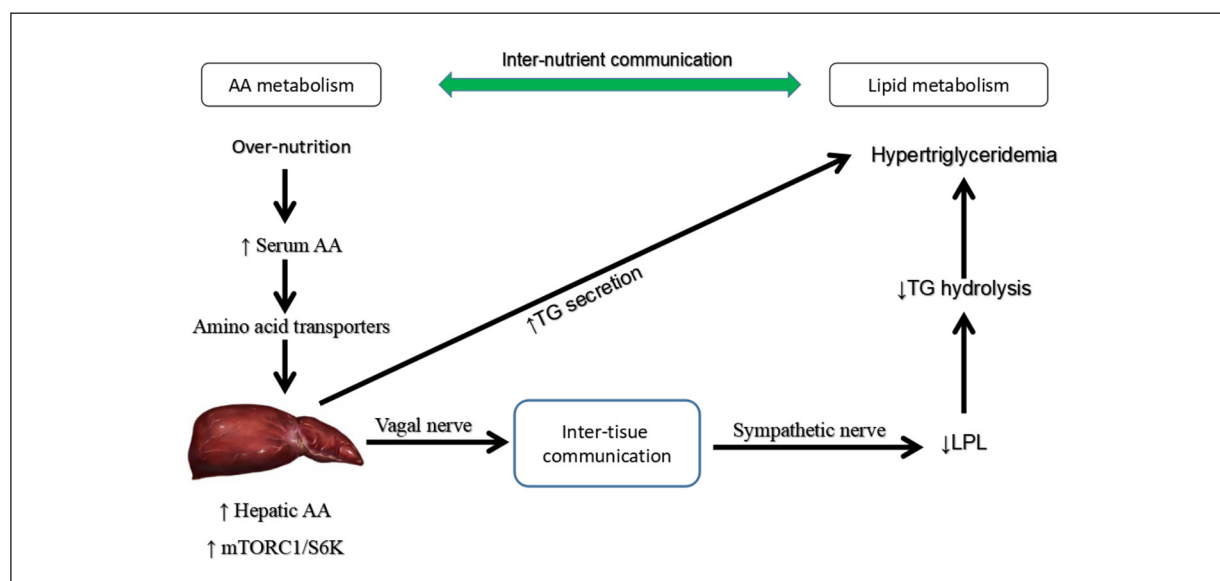 Inter-nutrient communication
AA metabolism
Lipid metabolism
Over-nutrition
↑ Serum AA
Amino acid transporters
↑ Hepatic AA
↑ mTORC1/S6K
Vagal nerve
Inter-tisue
communication
Sympathetic nerve
↓LPL
↓TG hydrolysis
Hypertriglyceridemia
↑TG secretion